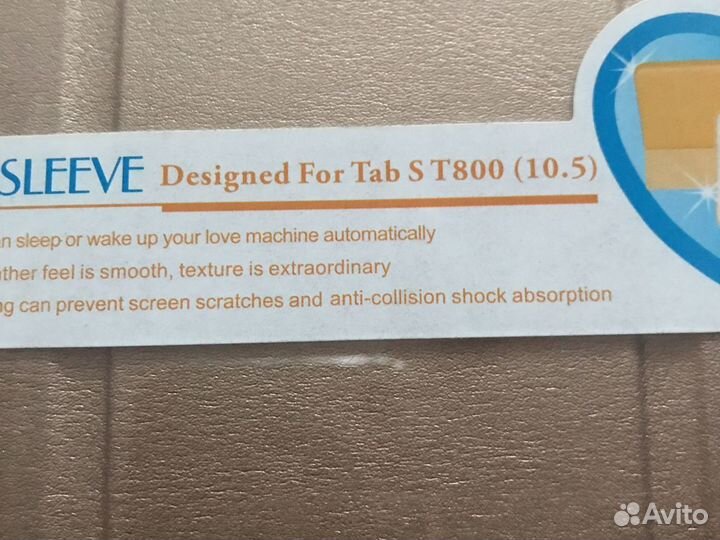 SLEEVE Designed For Tab S T800 (10.5)
sleep or wake up your love machine automatically
feel is smooth, texture is extraordinary
can prevent screen scratches and anti-collision shock absorption
Avito